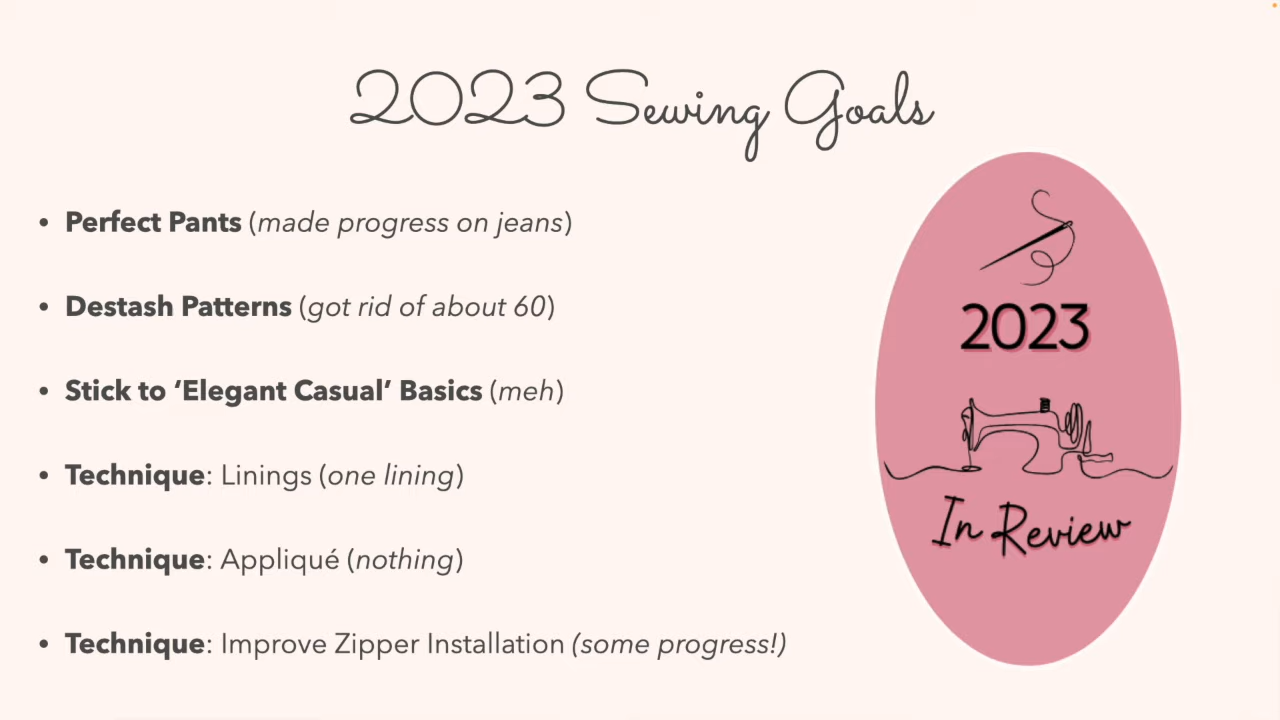 2023 Sewing Goals
• Perfect Pants (made progress on jeans)
• Destash Patterns (got rid of about 60)
• Stick to ‘Elegant Casual’ Basics (meh)
• Technique: Linings (one lining)
• Technique: Appliqué (nothing)
• Technique: Improve Zipper Installation (some progress!)
2023
In Review